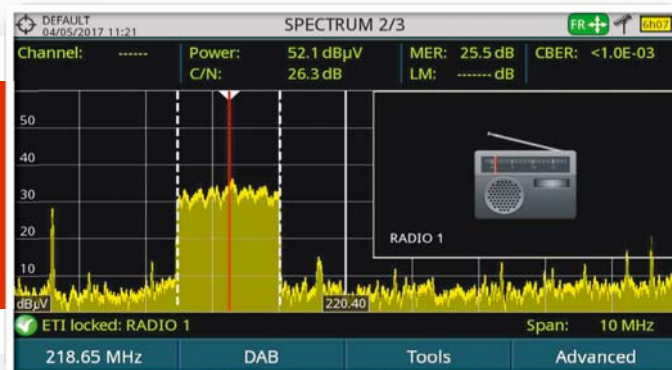 DEFAULT
04/05/2017 11:21
SPECTRUM 2/3
FR
6h07
Channel: ------ Power: 52.1 dBµV MER: 25.5 dB CBER: <1.0E-03
C/N: 26.3 dB LM: ------- dB
50
40
30
20
10
dBµV
220.40
RADIO 1
ETI locked: RADIO 1 Span: 10 MHz
218.65 MHz DAB Tools Advanced